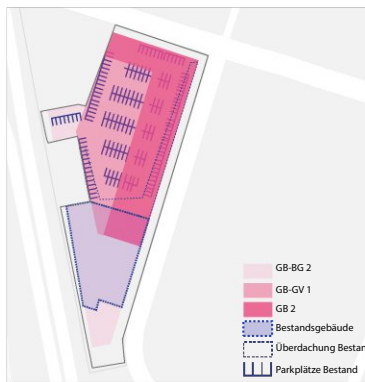 GB-BG 2
GB-GV 1
GB 2
Bestandsgebäude
Überdachung Bestan
Parkplätze Bestand